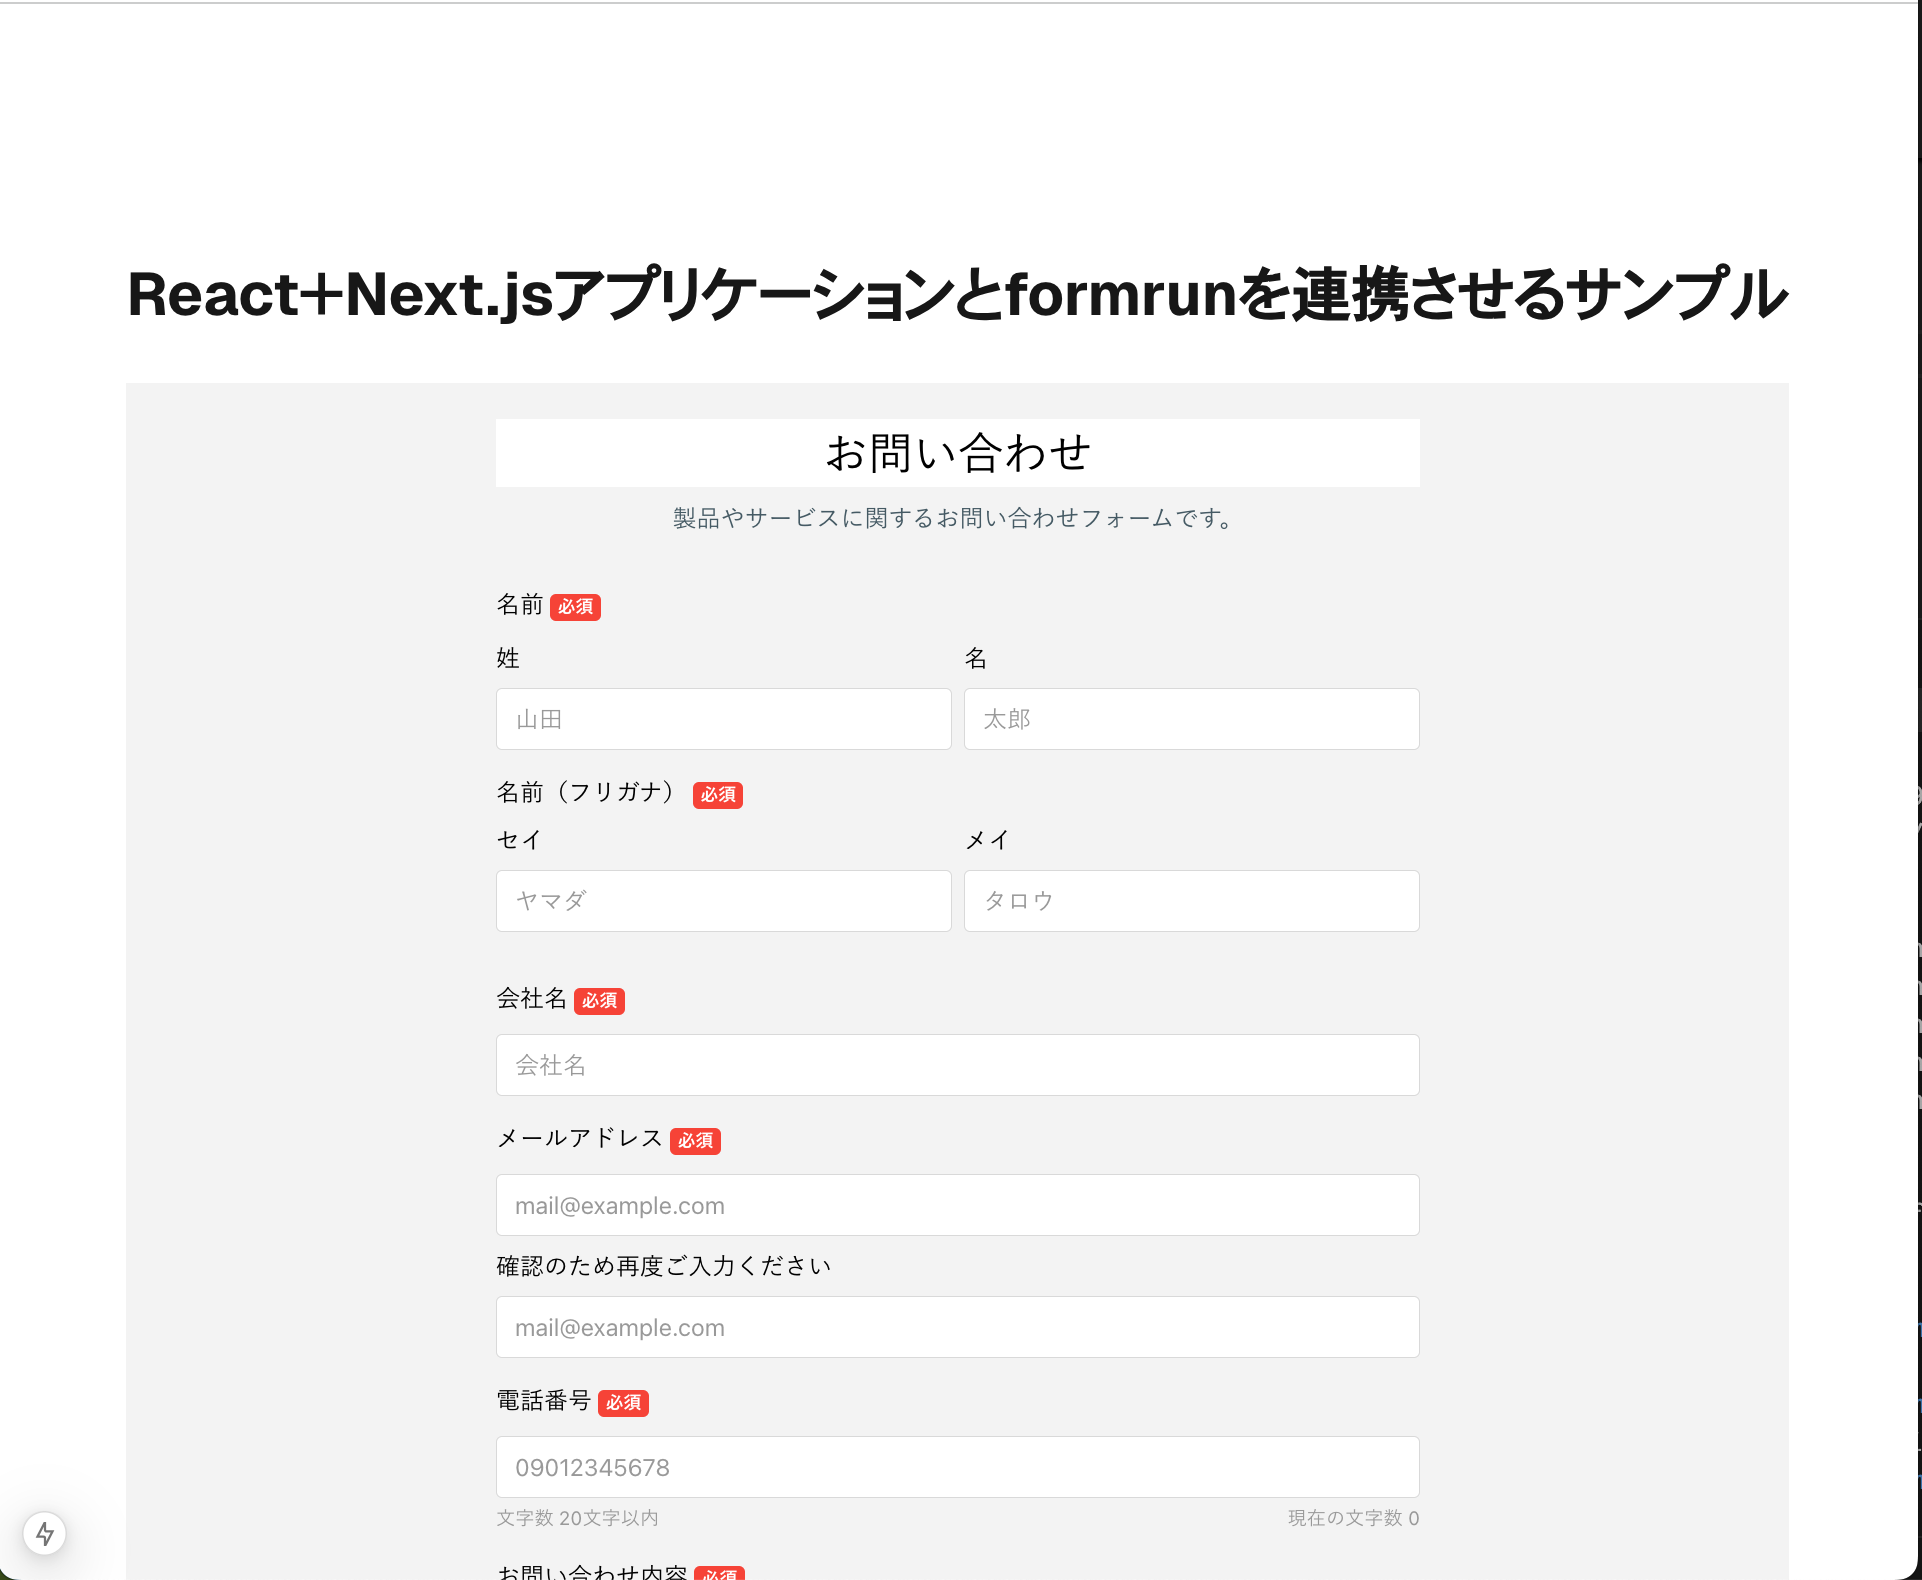 React+Next.jsアプリケーションとformrunを連携させるサンプル
お問い合わせ
製品やサービスに関するお問い合わせフォームです。
名前 必須
姓 名
山田 太郎
名前（フリガナ） 必須
セイ メイ
ヤマダ タロウ
会社名 必須
会社名
メールアドレス 必須
mail@example.com
確認のため再度ご入力ください
mail@example.com
電話番号 必須
09012345678
文字数 20文字以内 現在の文字数 0
お問い合わせ内容 必須